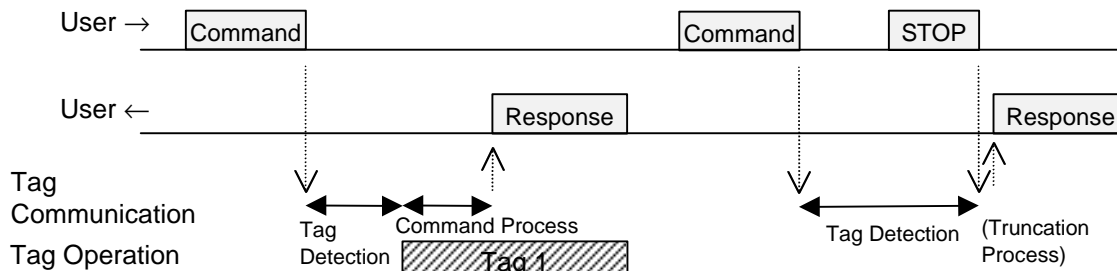 User →
Command
Command
STOP
User ←
Response
Response
Tag
Communication
Tag
Detection
Command Process
Tag Detection
(Truncation
Process)
Tag Operation
Tag 1